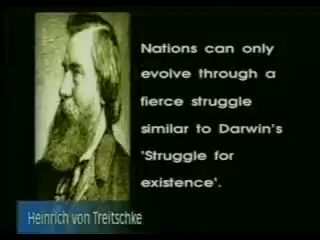 Nations can only
evolve through a
fierce struggle
similar to Darwin's
'Struggle for
existence'.
Heinrich von Treitschke